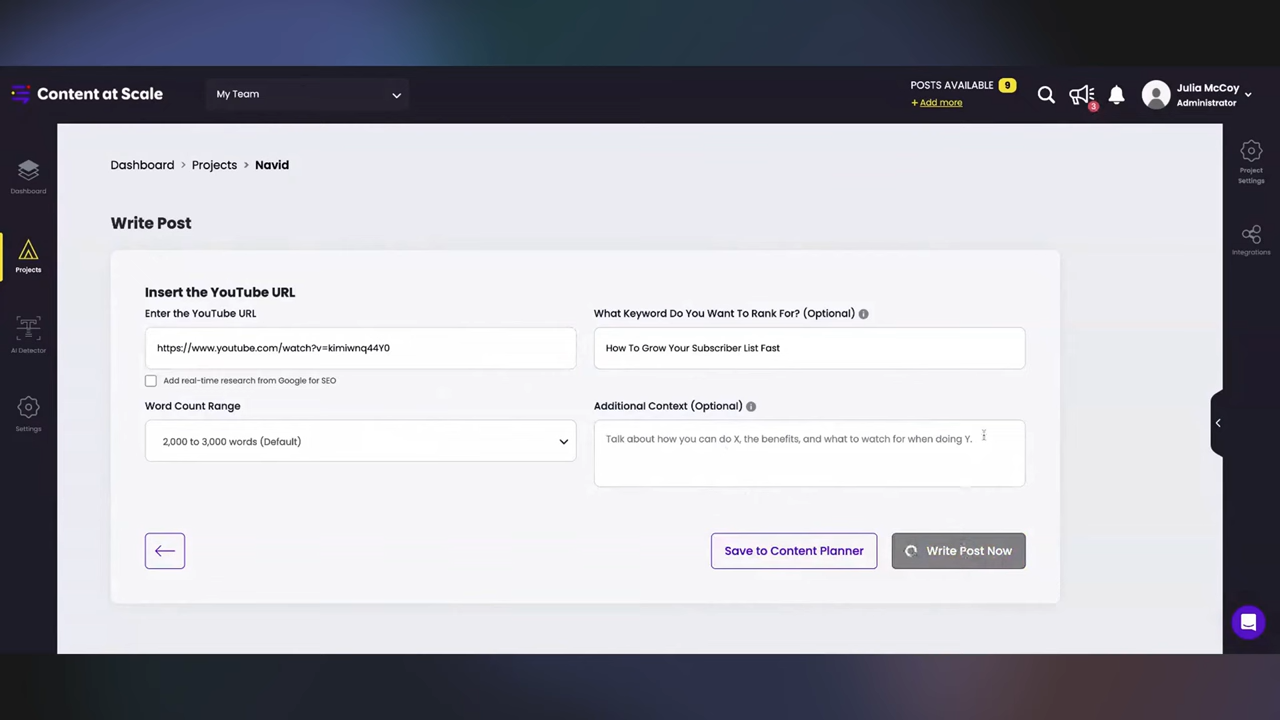 Content at Scale
My Team
POSTS AVAILABLE 9
+ Add more
3
Julia McCoy
Administrator
Dashboard
Projects
AI Detector
Settings
Dashboard > Projects > Navid
Write Post
Insert the YouTube URL
Enter the YouTube URL
https://www.youtube.com/watch?v=kimiwnq44Y0
Add real-time research from Google for SEO
What Keyword Do You Want To Rank For? (Optional)
How To Grow Your Subscriber List Fast
Word Count Range
2,000 to 3,000 words (Default)
Additional Context (Optional)
Talk about how you can do X, the benefits, and what to watch for when doing Y.
Save to Content Planner
Write Post Now
Project
Settings
Integrations